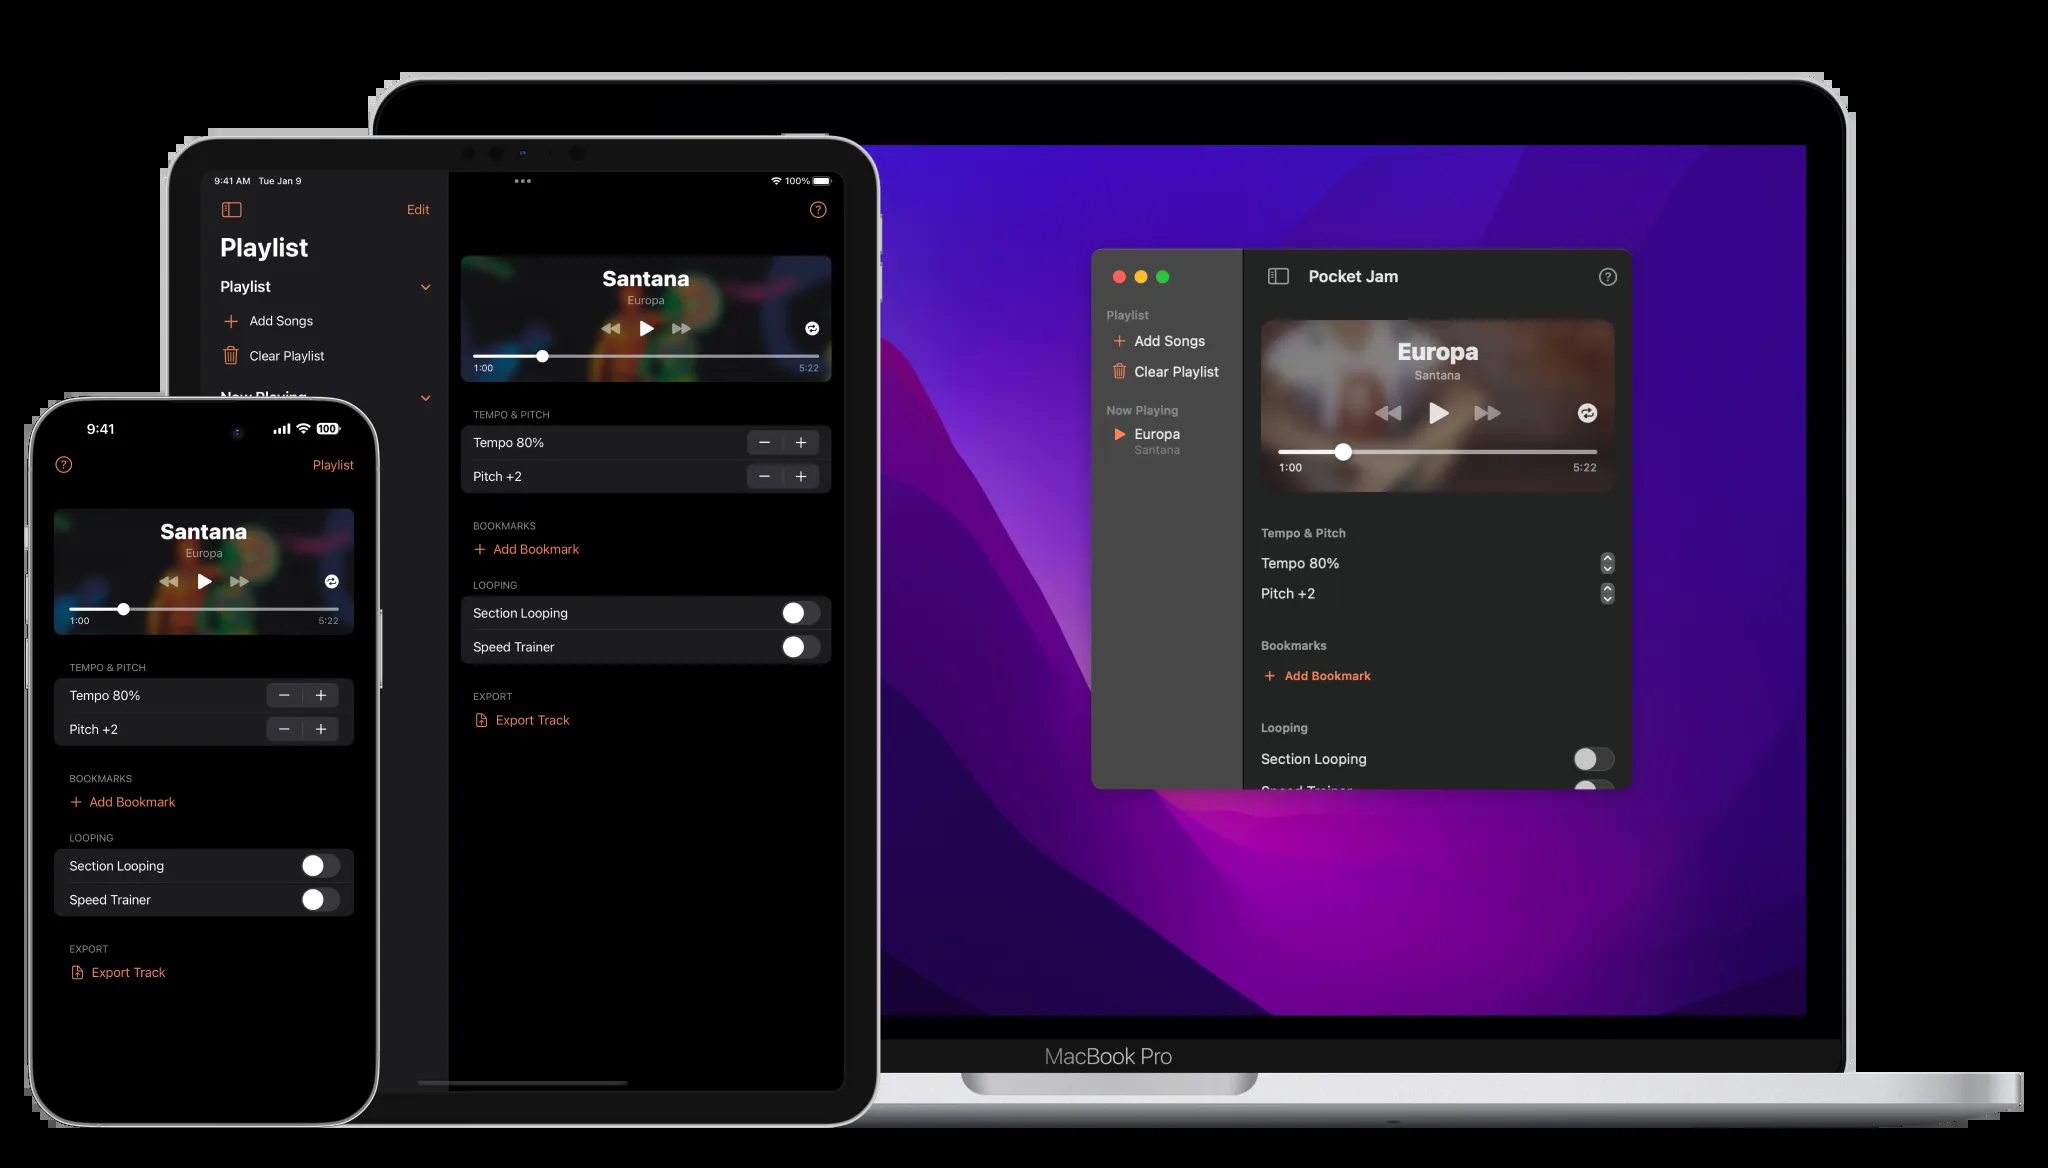 9:41 AM Tue Jan 9
100%
Edit
Playlist
Playlist
Add Songs
Clear Playlist
Now Playing
Santana
Europa
1:00 5:22
TEMPO & PITCH
Tempo 80%
Pitch +2
BOOKMARKS
Add Bookmark
LOOPING
Section Looping
Speed Trainer
EXPORT
Export Track
9:41
100
Playlist
Santana
Europa
1:00 5:22
TEMPO & PITCH
Tempo 80%
Pitch +2
BOOKMARKS
Add Bookmark
LOOPING
Section Looping
Speed Trainer
EXPORT
Export Track
Pocket Jam
Playlist
Add Songs
Clear Playlist
Now Playing
Europa
Santana
Europa
Santana
1:00 5:22
Tempo & Pitch
Tempo 80%
Pitch +2
Bookmarks
Add Bookmark
Looping
Section Looping
Speed Trainer
MacBook Pro